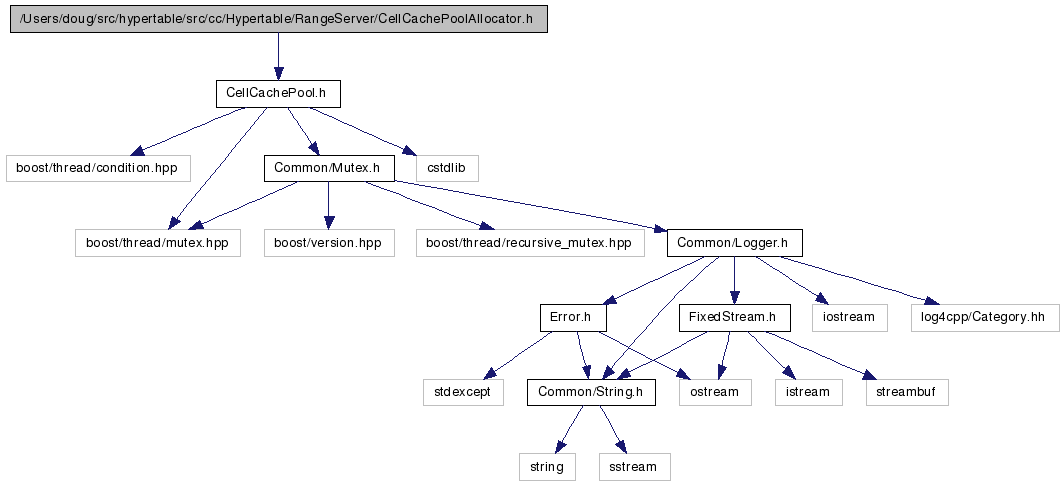 /Users/doug/src/hypertable/src/cc/Hypertable/RangeServer/CellCachePoolAllocator.h
CellCachePool.h
boost/thread/condition.hpp
Common/Mutex.h
cstdlib
boost/thread/mutex.hpp
boost/version.hpp
boost/thread/recursive_mutex.hpp
Common/Logger.h
Error.h
FixedStream.h
iostream
log4cpp/Category.hh
stdexcept
Common/String.h
ostream
istream
streambuf
string
sstream